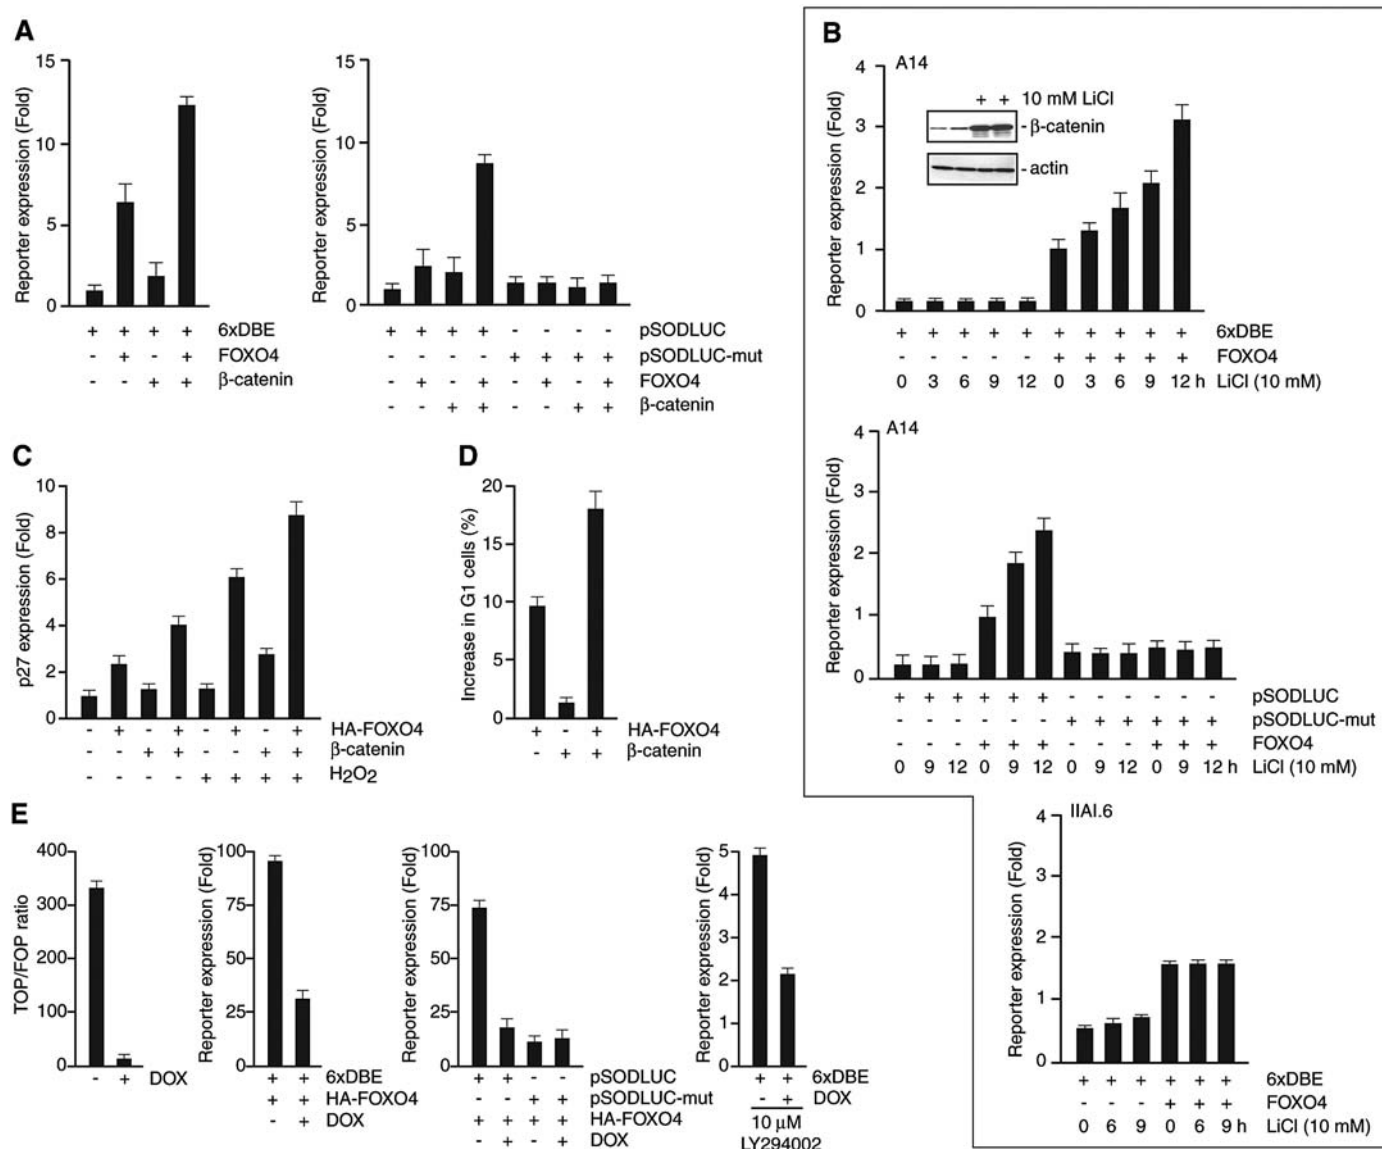 A
15
10
5
0
Reporter expression (Fold)
+ + + + 6xDBE
- + - + FOXO4
- - + + β-catenin
15
10
5
0
Reporter expression (Fold)
+ + + + - - - - pSODLUC
- - - - + + + + pSODLUC-mut
- + - + - + - + FOXO4
- - + + - - + + β-catenin
B
A14
4
3
2
1
0
Reporter expression (Fold)
+ + 10 mM LiCl
- β-catenin
- actin
+ + + + + + + + + + 6xDBE
- - - - - + + + + + FOXO4
0 3 6 9 12 0 3 6 9 12 h LiCl (10 mM)
A14
4
3
2
1
0
Reporter expression (Fold)
+ + + + + + - - - - - - pSODLUC
- - - - - - + + + + + + pSODLUC-mut
- - - + + + - - - + + + FOXO4
0 9 12 0 9 12 0 9 12 0 9 12 h LiCl (10 mM)
IIAI.6
4
3
2
1
0
Reporter expression (Fold)
+ + + + + + 6xDBE
- - - + + + FOXO4
0 6 9 0 6 9 h LiCl (10 mM)
C
10
8
6
4
2
0
p27 expression (Fold)
- + - + - + - + HA-FOXO4
- - + + - - + + β-catenin
- - - - + + + + H2O2
D
20
15
10
5
0
Increase in G1 cells (%)
+ - + HA-FOXO4
- + + β-catenin
E
400
300
200
100
0
TOP/FOP ratio
- + DOX
100
75
50
25
0
Reporter expression (Fold)
+ + 6xDBE
+ + HA-FOXO4
- + DOX
100
75
50
25
0
Reporter expression (Fold)
+ + - - pSODLUC
- - + + pSODLUC-mut
+ + + + HA-FOXO4
- + - + DOX
5
4
3
2
1
0
Reporter expression (Fold)
+ + 6xDBE
- + DOX
10 μM
LY294002